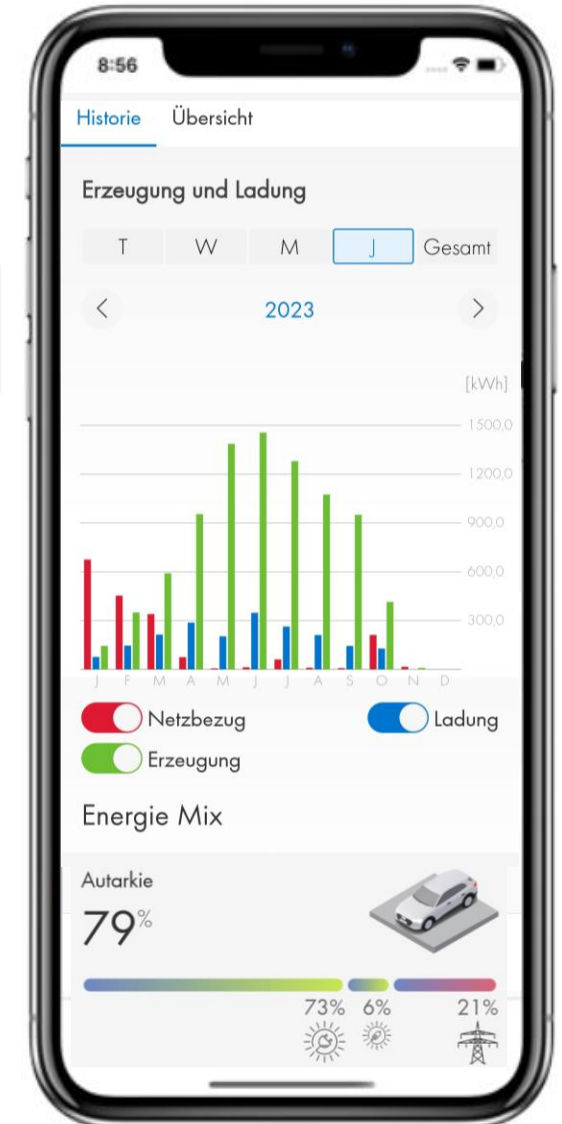 8:56
Historie Übersicht
Erzeugung und Ladung
T W M J Gesamt
2023
[kWh]
1500,0
1200,0
900,0
600,0
300,0
J F M A M J J A S O N D
Netzbezug Ladung
Erzeugung
Energie Mix
Autarkie
79%
73% 6% 21%